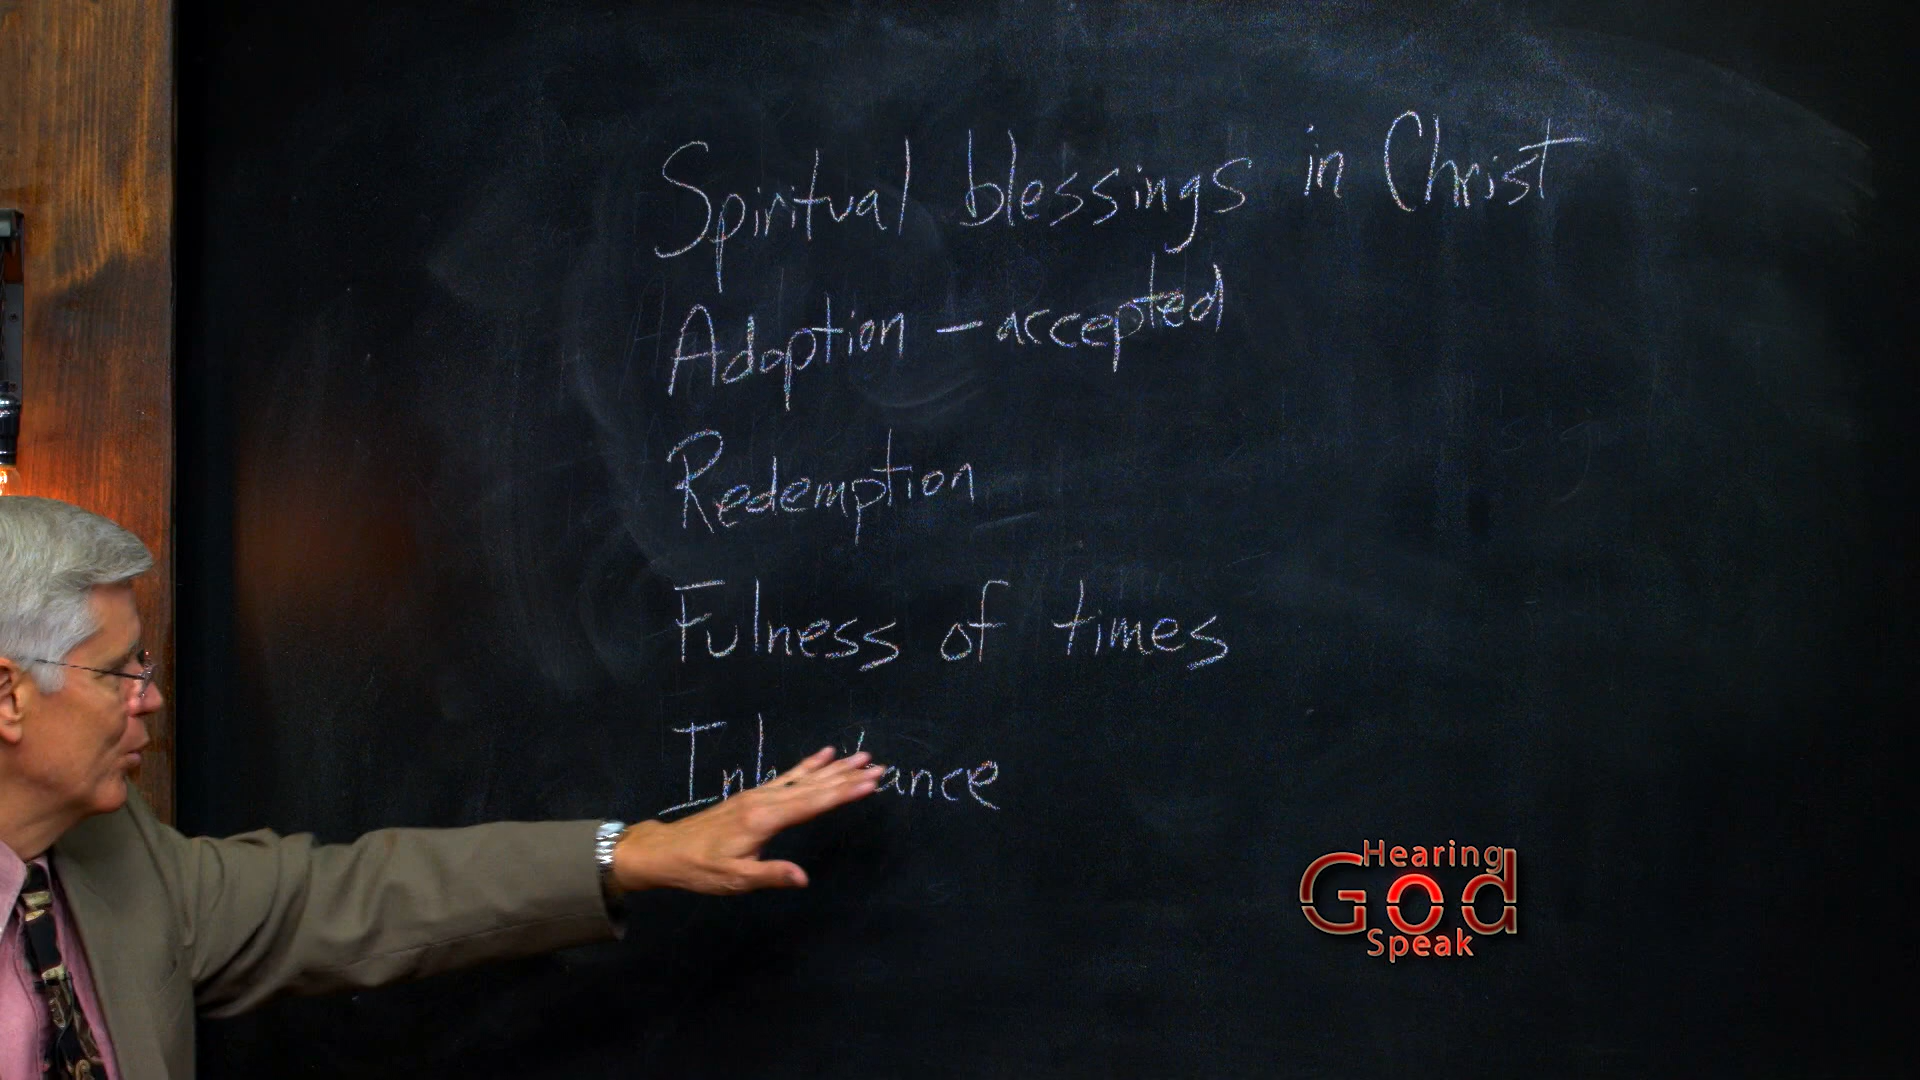 Spiritual blessings in Christ
Adoption - accepted
Redemption
Fulness of times
Hearing
God
Speak